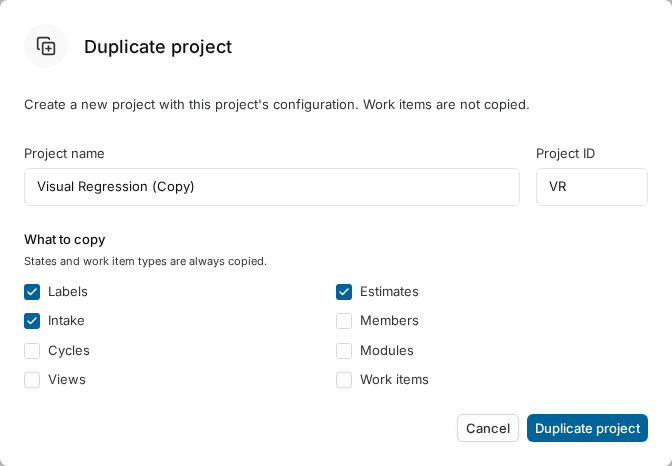 Duplicate project
Create a new project with this project's configuration. Work items are not copied.
Project name
Project ID
Visual Regression (Copy)
VR
What to copy
States and work item types are always copied.
Labels
Estimates
Intake
Members
Cycles
Modules
Views
Work items
Cancel
Duplicate project